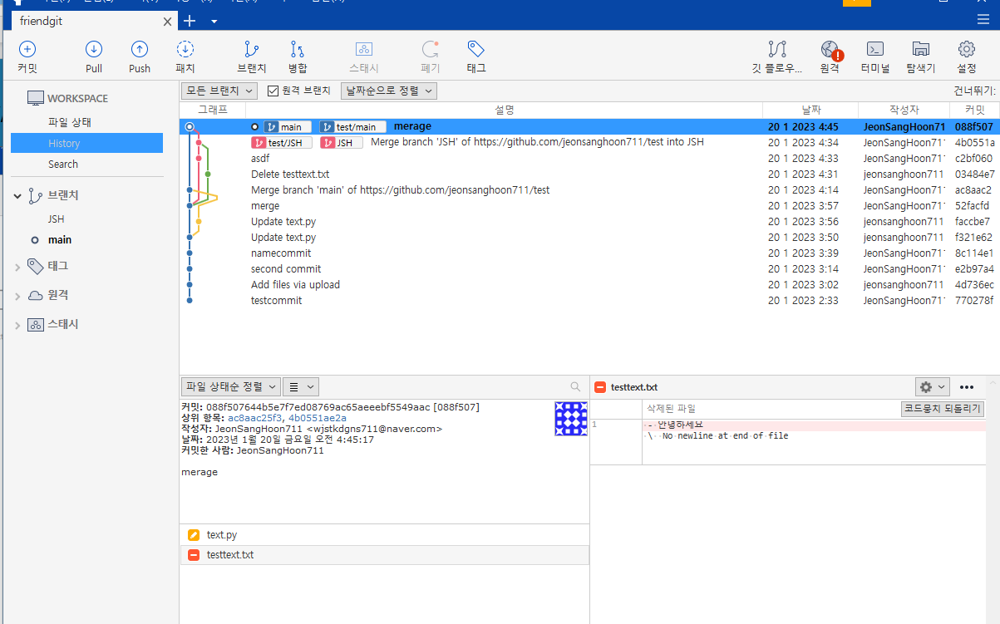 friendgit
커밋 Pull Push 패치 브랜치 병합 스태시 폐기 태그 깃 플로우... 원격 터미널 탐색기 설정
WORKSPACE
파일 상태
History
Search
브랜치
JSH
main
태그
원격
스태시
모든 브랜치 원격 브랜치 날짜순으로 정렬 건너뛰기:
그래프 설명 날짜 작성자 커밋
main test/main merage 20 1 2023 4:45 JeonSangHoon71 088f507
test/JSH JSH Merge branch 'JSH' of https://github.com/jeonsanghoon711/test into JSH 20 1 2023 4:34 JeonSangHoon71 4b0551a
asdf 20 1 2023 4:33 JeonSangHoon71 c2bf060
Delete testtext.txt 20 1 2023 4:31 jeonsanghoon711 03484e7
Merge branch 'main' of https://github.com/jeonsanghoon711/test 20 1 2023 4:14 JeonSangHoon71 ac8aac2
merge 20 1 2023 3:57 JeonSangHoon71 52facfd
Update text.py 20 1 2023 3:56 jeonsanghoon711 faccbe7
Update text.py 20 1 2023 3:50 jeonsanghoon711 f321e62
namecommit 20 1 2023 3:39 JeonSangHoon71 8c114e1
second commit 20 1 2023 3:14 JeonSangHoon71 e2b97a4
Add files via upload 20 1 2023 3:02 jeonsanghoon711 4d736ec
testcommit 20 1 2023 2:33 JeonSangHoon71 770278f
파일 상태순 정렬
커밋: 088f507644b5e7f7ed08769ac65aeeebf5549aac [088f507]
상위 항목: ac8aac25f3, 4b0551ae2a
작성자: JeonSangHoon711 <wjstkdgns711@naver.com>
날짜: 2023년 1월 20일 금요일 오전 4:45:17
커밋한 사람: JeonSangHoon711
merage
text.py
testtext.txt
testtext.txt
삭제된 파일 코드뭉치 되돌리기
1 - 안녕하세요
\ No newline at end of file